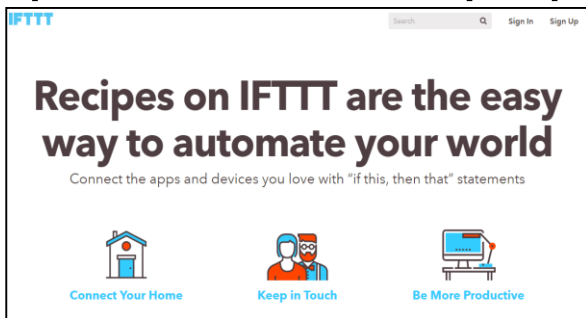 IFTTT
Search
Sign In
Sign Up
Recipes on IFTTT are the easy
way to automate your world
Connect the apps and devices you love with "if this, then that" statements
Connect Your Home
Keep in Touch
Be More Productive